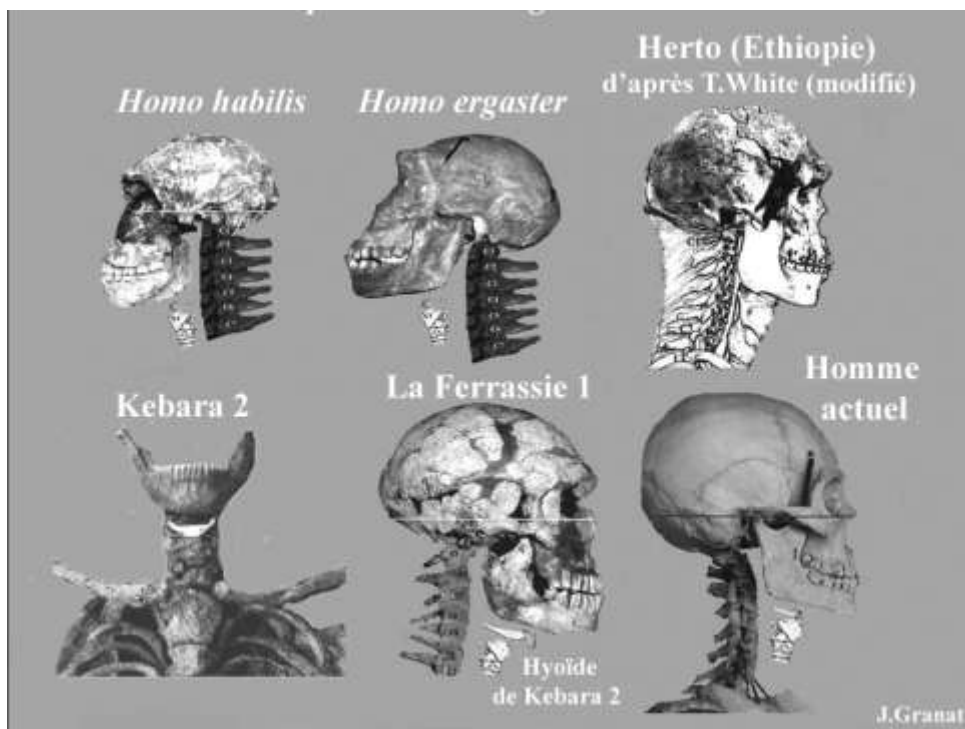 Herto (Ethiopie)
d'après T.White (modifié)
Homo habilis
Homo ergaster
Kebara 2
La Ferrassie 1
Homme
actuel
Hyoïde
de Kebara 2
J.Granat